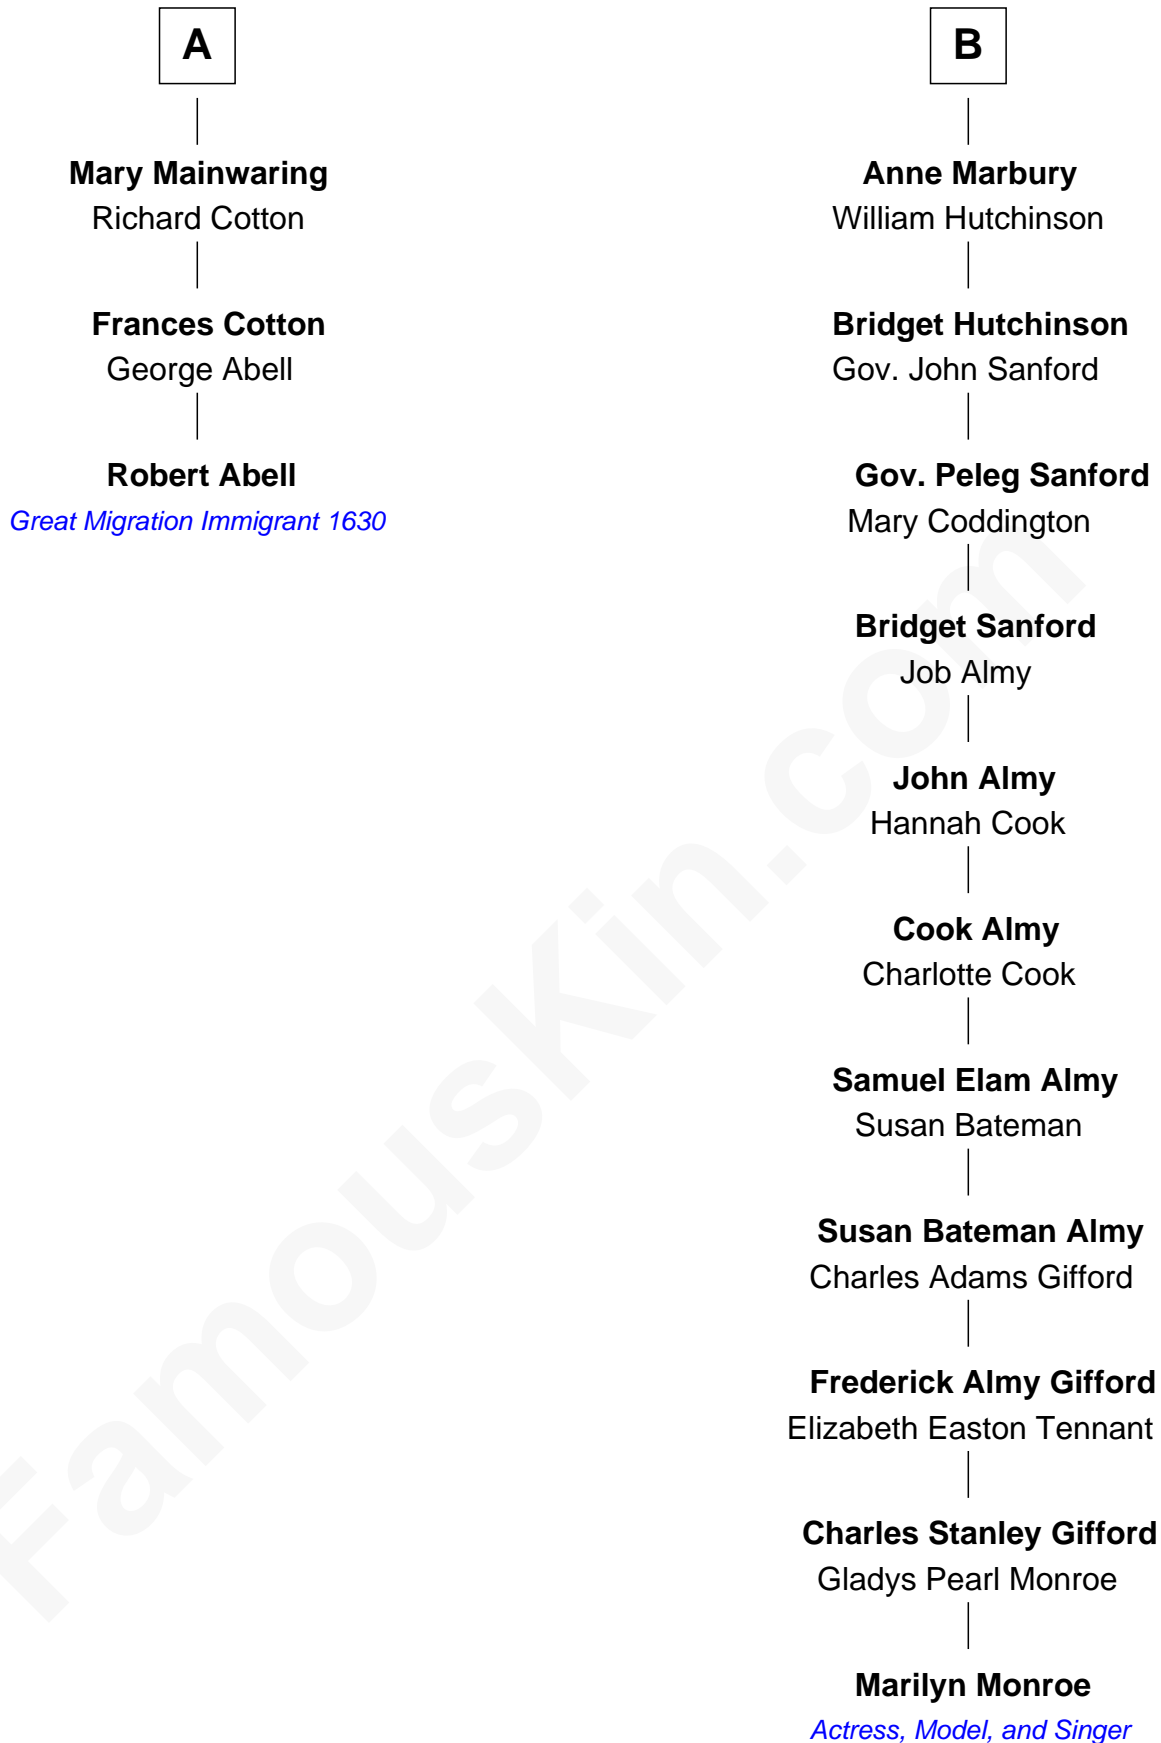 A
Mary Mainwaring
Richard Cotton
Frances Cotton
George Abell
Robert Abell
Great Migration Immigrant 1630
B
Anne Marbury
William Hutchinson
Bridget Hutchinson
Gov. John Sanford
Gov. Peleg Sanford
Mary Coddington
Bridget Sanford
Job Almy
John Almy
Hannah Cook
Cook Almy
Charlotte Cook
Samuel Elam Almy
Susan Bateman
Susan Bateman Almy
Charles Adams Gifford
Frederick Almy Gifford
Elizabeth Easton Tennant
Charles Stanley Gifford
Gladys Pearl Monroe
Marilyn Monroe
Actress, Model, and Singer
FamousKin.com